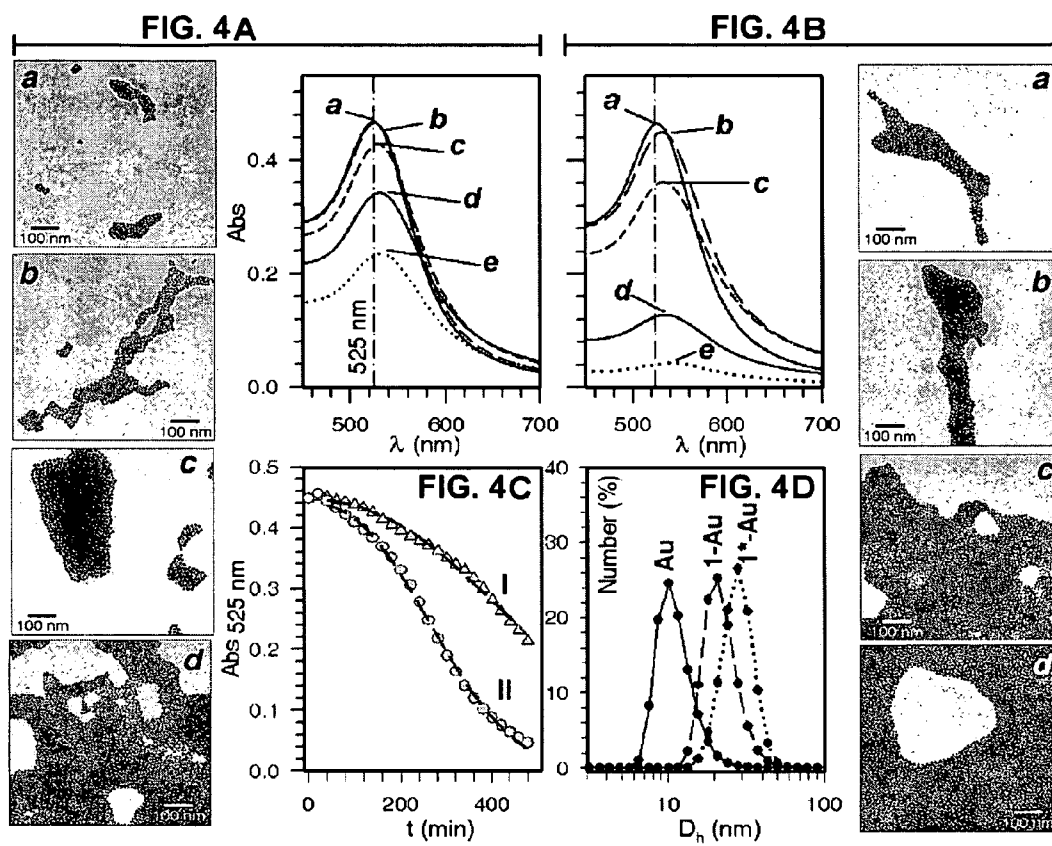 FIG. 4A
a
100 nm
b
100 nm
c
100 nm
d
100 nm
Abs
0.4
0.2
0.0
a
b
c
d
e
525 nm
500
600
700
λ (nm)
FIG. 4B
a
b
c
d
e
500
600
700
λ (nm)
a
100 nm
b
100 nm
c
100 nm
d
100 nm
FIG. 4C
Abs 525 nm
0.5
0.4
0.3
0.2
0.1
0.0
I
II
0
200
400
t (min)
FIG. 4D
Number (%)
Au
1-Au
1*-Au
40
30
20
10
0
10
100
Dh (nm)